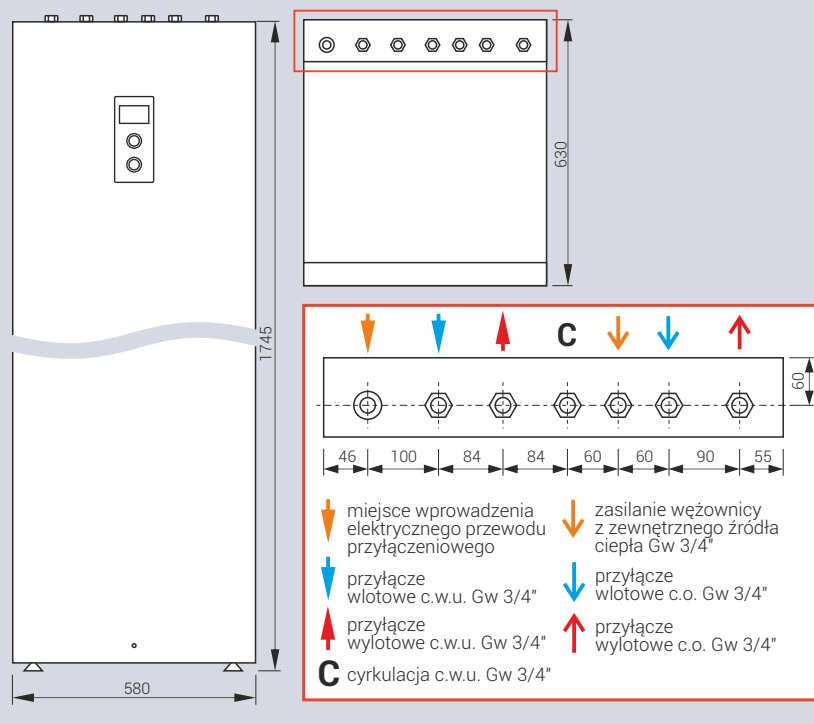 1745
580
630
C
60
46 100 84 84 60 60 90 55
miejsce wprowadzenia
elektrycznego przewodu
przyłączeniowego
przyłącze
wlotowe c.w.u. Gw 3/4"
przyłącze
wylotowe c.w.u. Gw 3/4"
C cyrkulacja c.w.u. Gw 3/4"
zasilanie wężownicy
z zewnętrznego źródła
ciepła Gw 3/4"
przyłącze
wlotowe c.o. Gw 3/4"
przyłącze
wylotowe c.o. Gw 3/4"